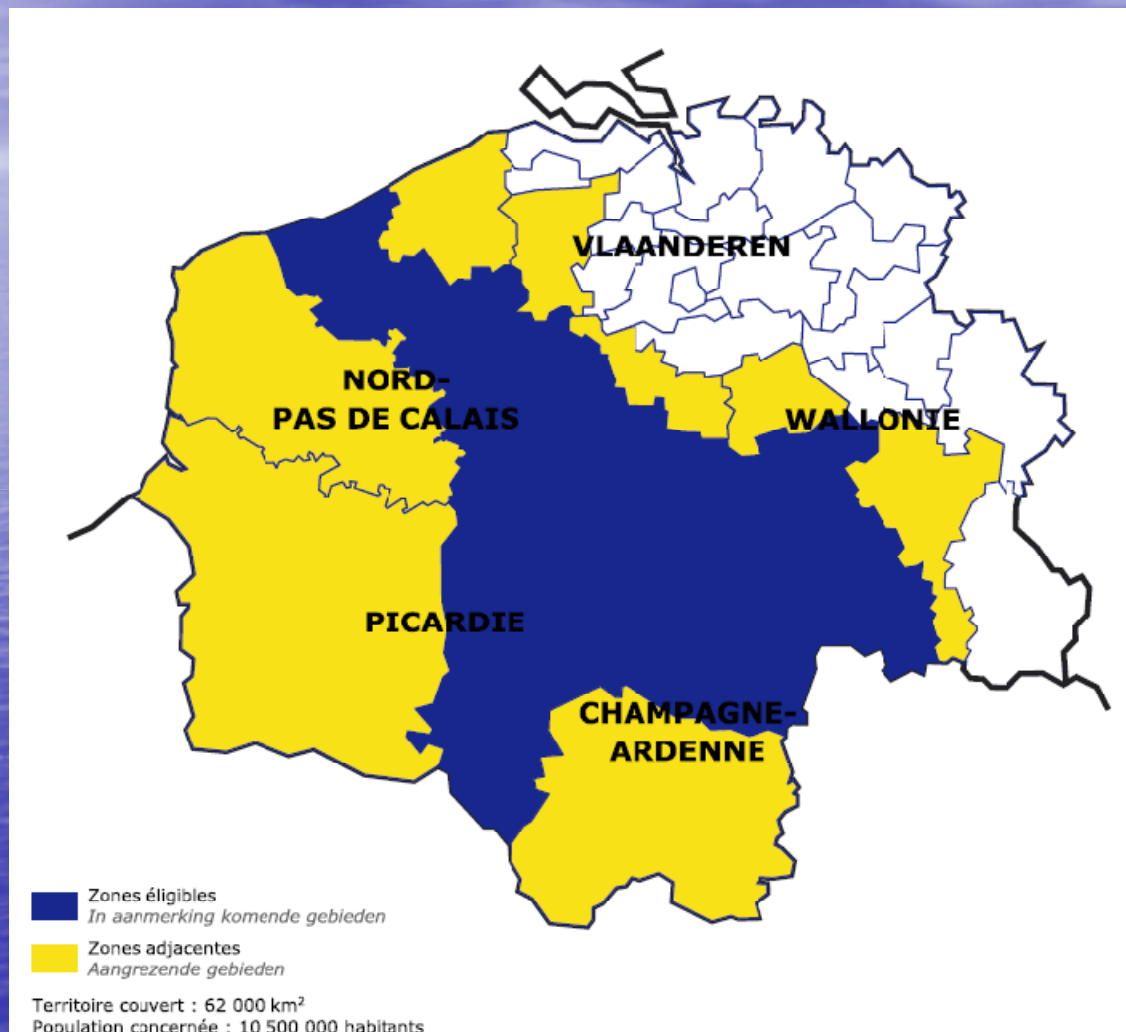 VLAANDEREN
NORD-
PAS DE CALAIS
WALLONIE
PICARDIE
CHAMPAGNE-
ARDENNE
Zones éligibles
In aanmerking komende gebieden
Zones adjacentes
Aangrezende gebieden
Territoire couvert : 62 000 km²
Population concernée : 10 500 000 habitants